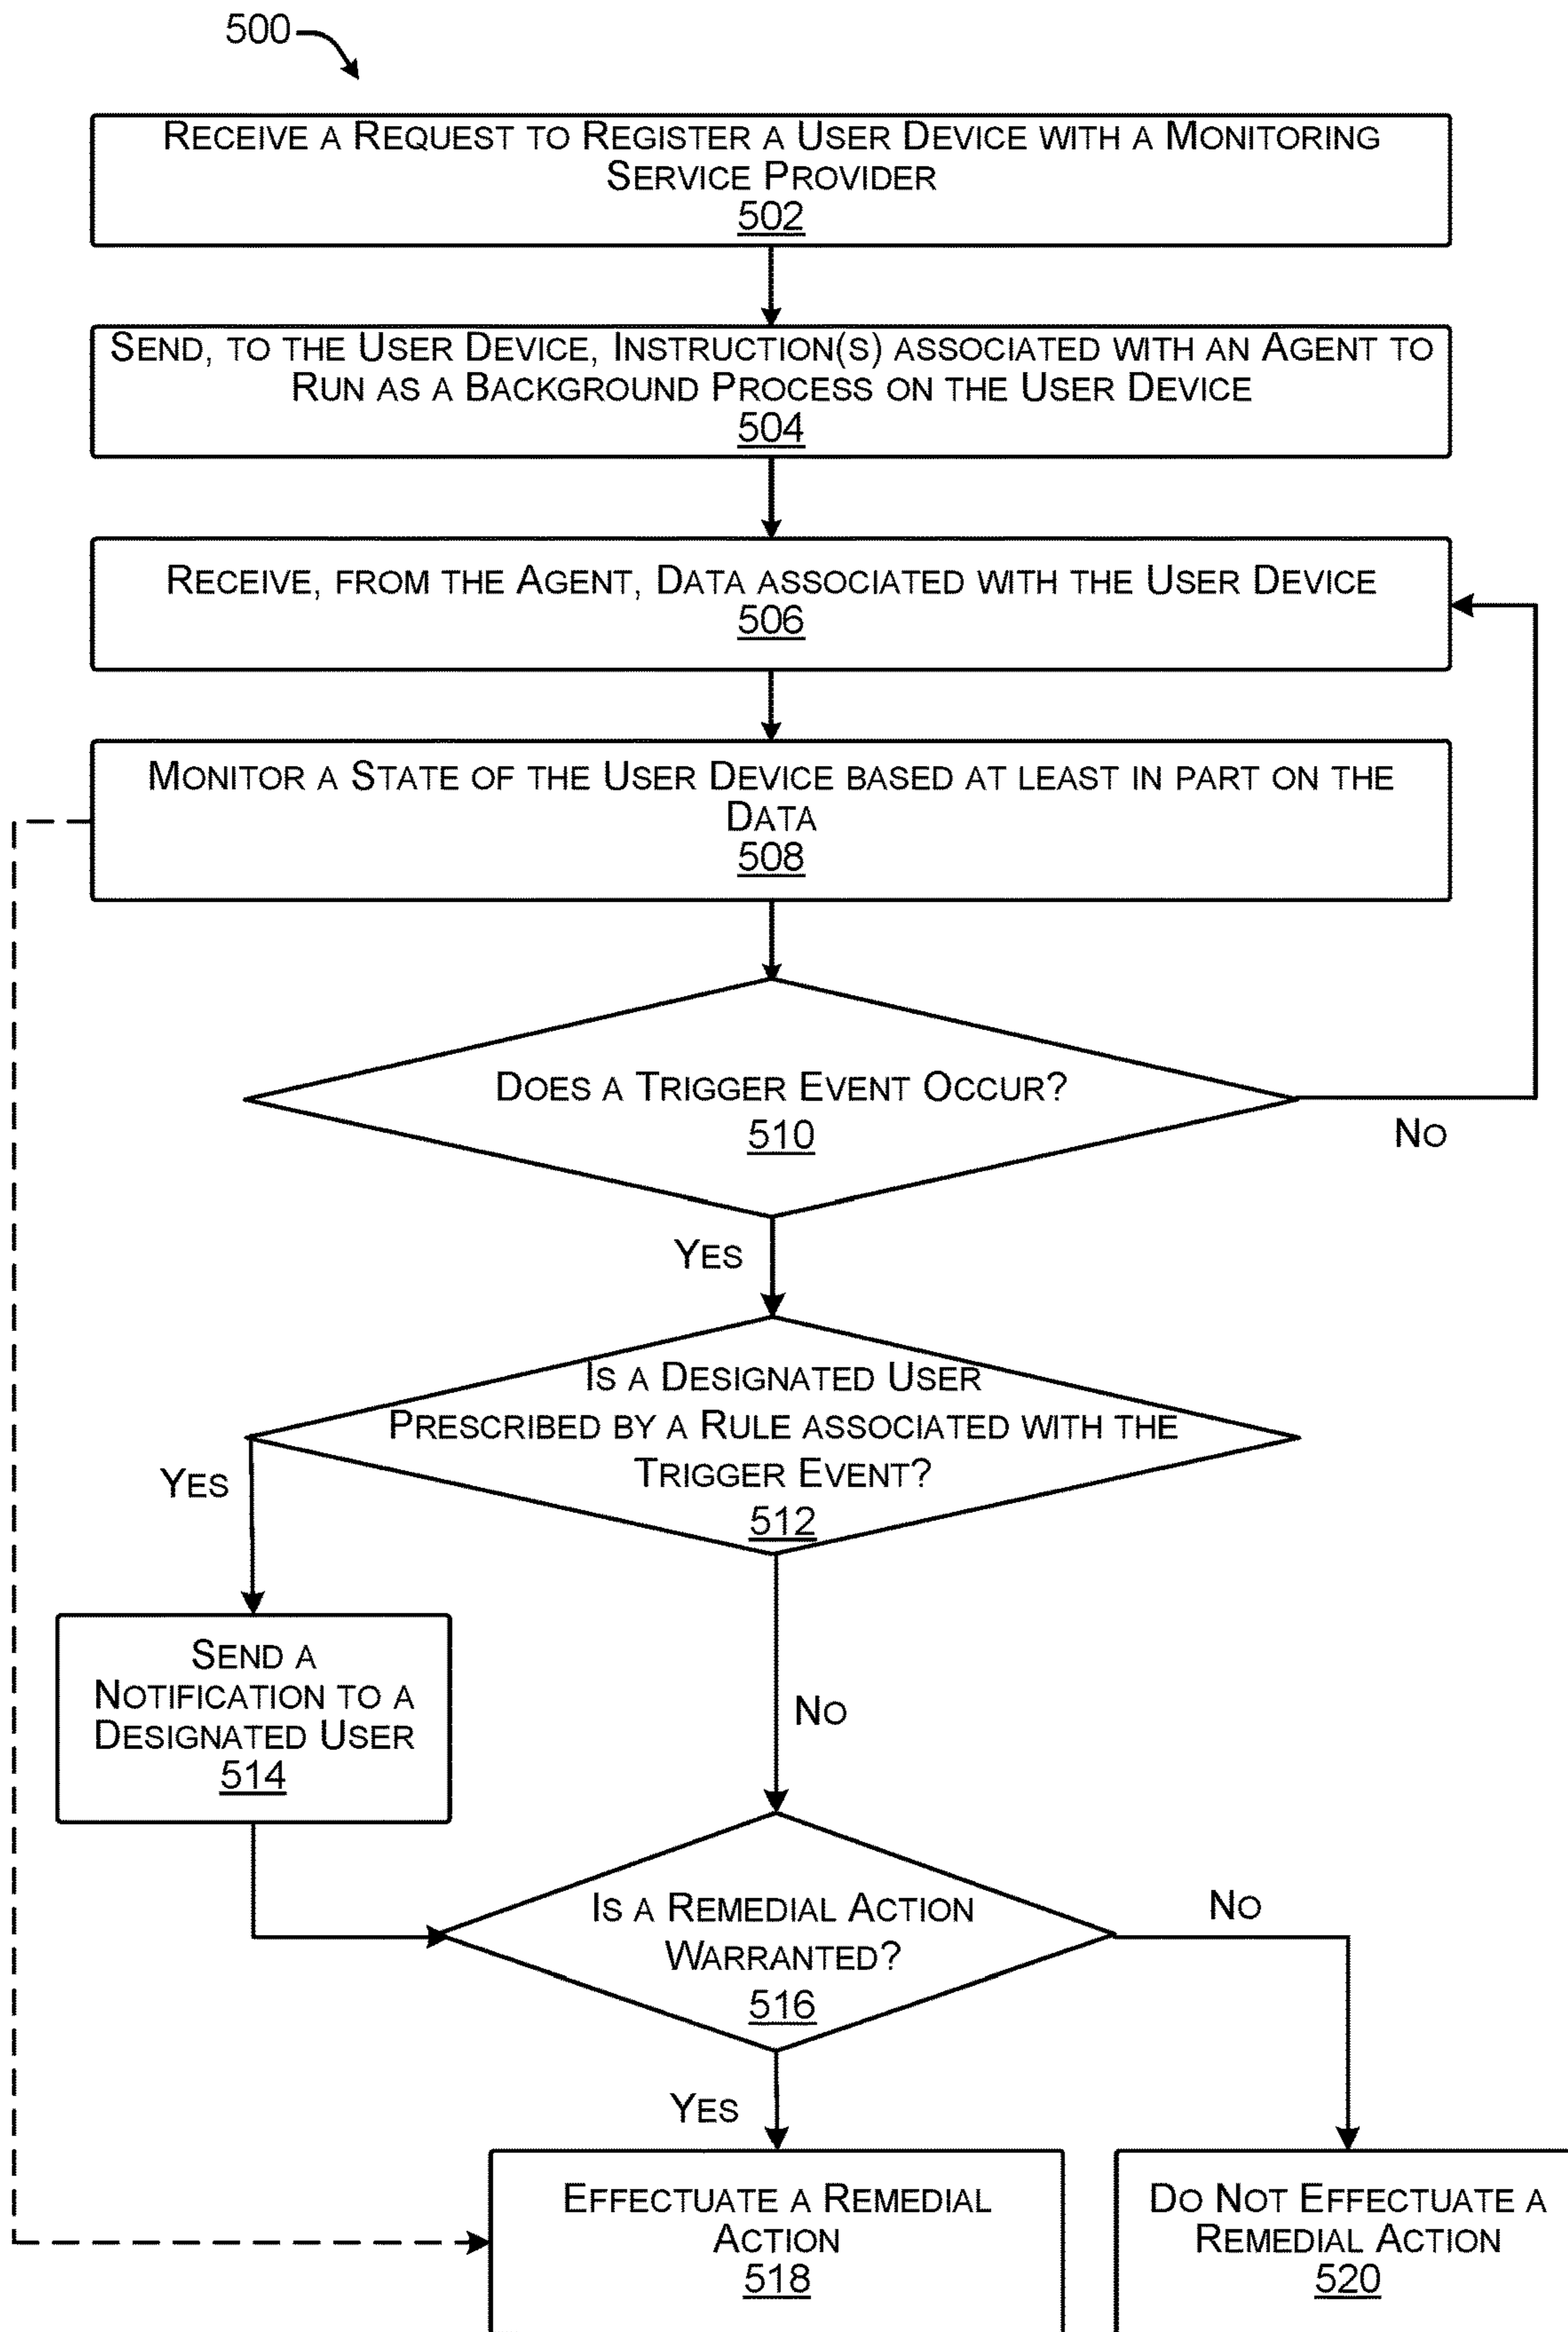 500
RECEIVE A REQUEST TO REGISTER A USER DEVICE WITH A MONITORING
SERVICE PROVIDER
502
SEND, TO THE USER DEVICE, INSTRUCTION(S) ASSOCIATED WITH AN AGENT TO
RUN AS A BACKGROUND PROCESS ON THE USER DEVICE
504
RECEIVE, FROM THE AGENT, DATA ASSOCIATED WITH THE USER DEVICE
506
MONITOR A STATE OF THE USER DEVICE BASED AT LEAST IN PART ON THE
DATA
508
DOES A TRIGGER EVENT OCCUR?
510
NO
YES
IS A DESIGNATED USER
PRESCRIBED BY A RULE ASSOCIATED WITH THE
TRIGGER EVENT?
512
YES
SEND A
NOTIFICATION TO A
DESIGNATED USER
514
NO
IS A REMEDIAL ACTION
WARRANTED?
516
NO
YES
EFFECTUATE A REMEDIAL
ACTION
518
DO NOT EFFECTUATE A
REMEDIAL ACTION
520